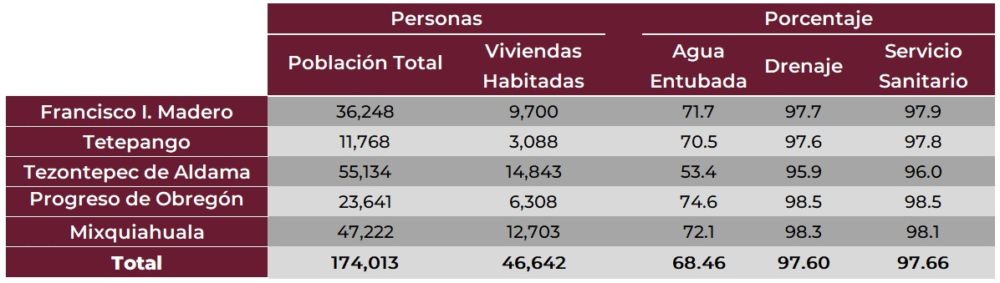 Personas Porcentaje
Población Total Viviendas Habitadas Agua Entubada Drenaje Servicio Sanitario
Francisco I. Madero 36,248 9,700 71.7 97.7 97.9
Tetepango 11,768 3,088 70.5 97.6 97.8
Tezontepec de Aldama 55,134 14,843 53.4 95.9 96.0
Progreso de Obregón 23,641 6,308 74.6 98.5 98.5
Mixquiahuala 47,222 12,703 72.1 98.3 98.1
Total 174,013 46,642 68.46 97.60 97.66